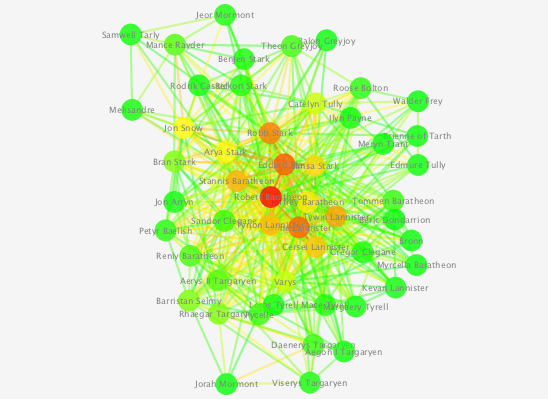 Jeor Mormont
Samwell Tarly
Mance Rayder
Theon Greyjoy
Balon Greyjoy
Benjen Stark
Rodrik Cassel
Rickon Stark
Roose Bolton
Walder Frey
Melisandre
Catelyn Tully
Ilyn Payne
Jon Snow
Robb Stark
Brienne of Tarth
Meryn Trant
Arya Stark
Bran Stark
Eddard Stark
Sansa Stark
Edmure Tully
Stannis Baratheon
Robert Baratheon
Jon Arryn
Joffrey Baratheon
Tommen Baratheon
Sandor Clegane
Tywin Lannister
Beric Dondarrion
Petyr Baelish
Tyrion Lannister
Jaime Lannister
Bronn
Cersei Lannister
Gregor Clegane
Renly Baratheon
Myrcella Baratheon
Aerys II Targaryen
Varys
Kevan Lannister
Barristan Selmy
Loras Tyrell
Mace Tyrell
Margaery Tyrell
Rhaegar Targaryen
Pycelle
Daenerys Targaryen
Aegon I Targaryen
Jorah Mormont
Viserys Targaryen